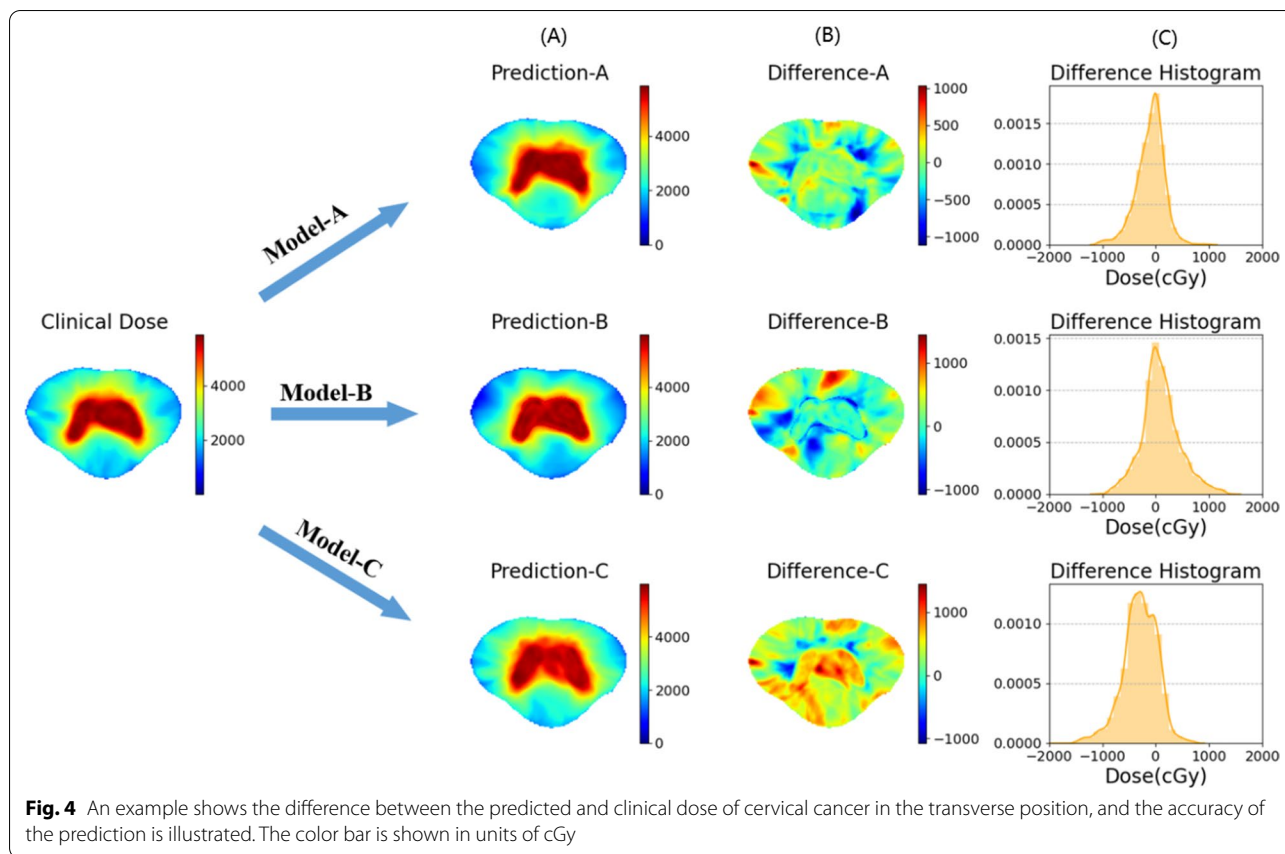 (A)
(B)
(C)
Prediction-A
4000
2000
0
Difference-A
1000
500
0
−500
−1000
Difference Histogram
0.0015
0.0010
0.0005
0.0000
−2000 −1000 0 1000 2000
Dose(cGy)
Model-A
Clinical Dose
4000
2000
Model-B
Prediction-B
4000
2000
0
Difference-B
1000
0
−1000
Difference Histogram
0.0015
0.0010
0.0005
0.0000
−2000 −1000 0 1000 2000
Dose(cGy)
Model-C
Prediction-C
4000
2000
0
Difference-C
1000
0
−1000
Difference Histogram
0.0010
0.0005
0.0000
−2000 −1000 0 1000 2000
Dose(cGy)
Fig. 4 An example shows the difference between the predicted and clinical dose of cervical cancer in the transverse position, and the accuracy of
the prediction is illustrated. The color bar is shown in units of cGy